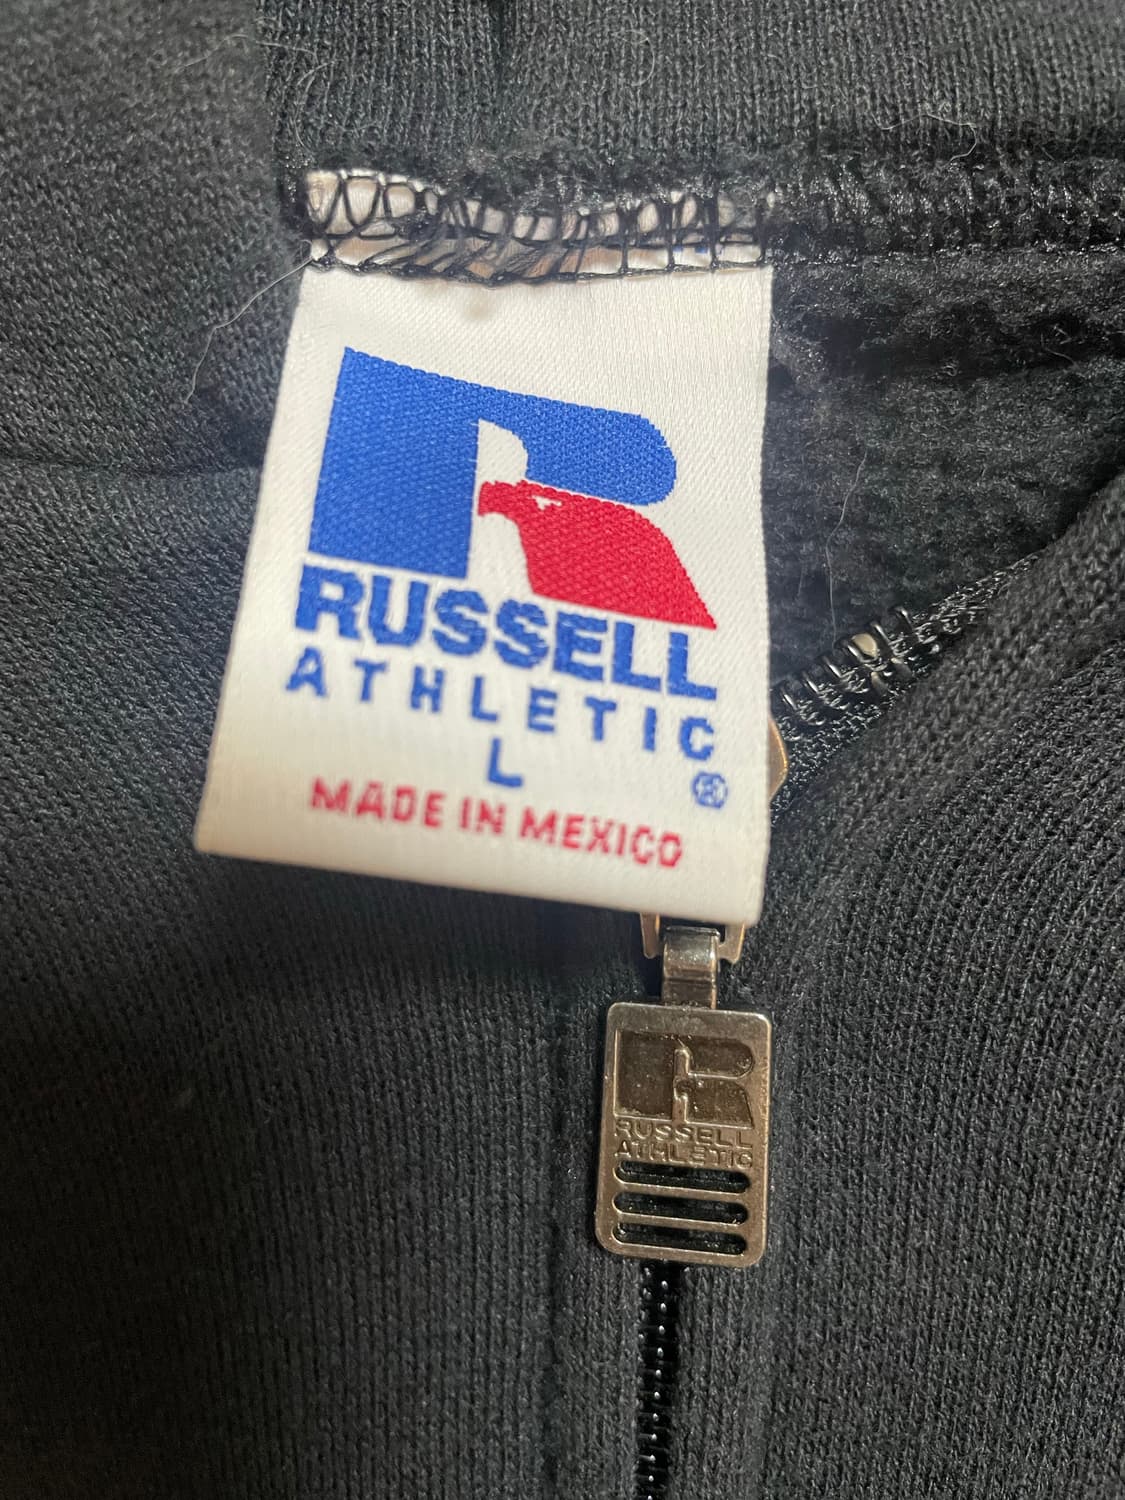 RUSSELL
ATHLETIC
L
®
MADE IN MEXICO
R
RUSSELL
ATHLETIC